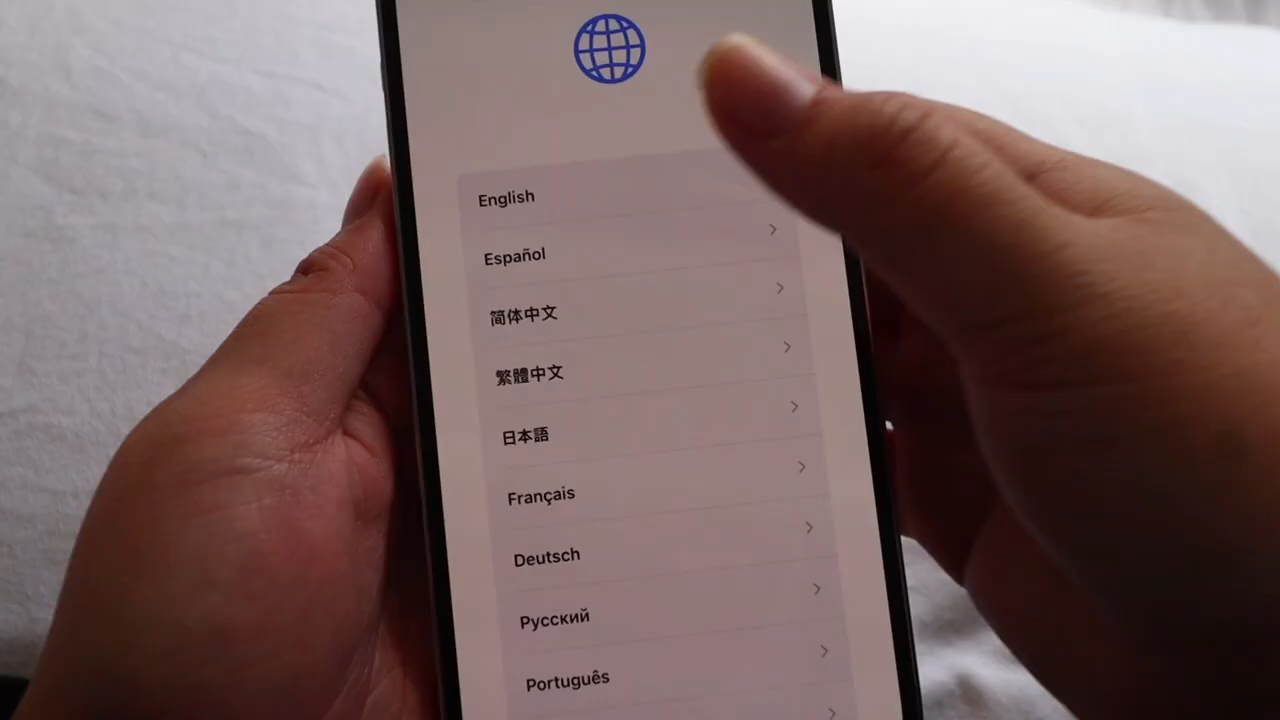 English
Español
简体中文
繁體中文
日本語
Français
Deutsch
Русский
Português